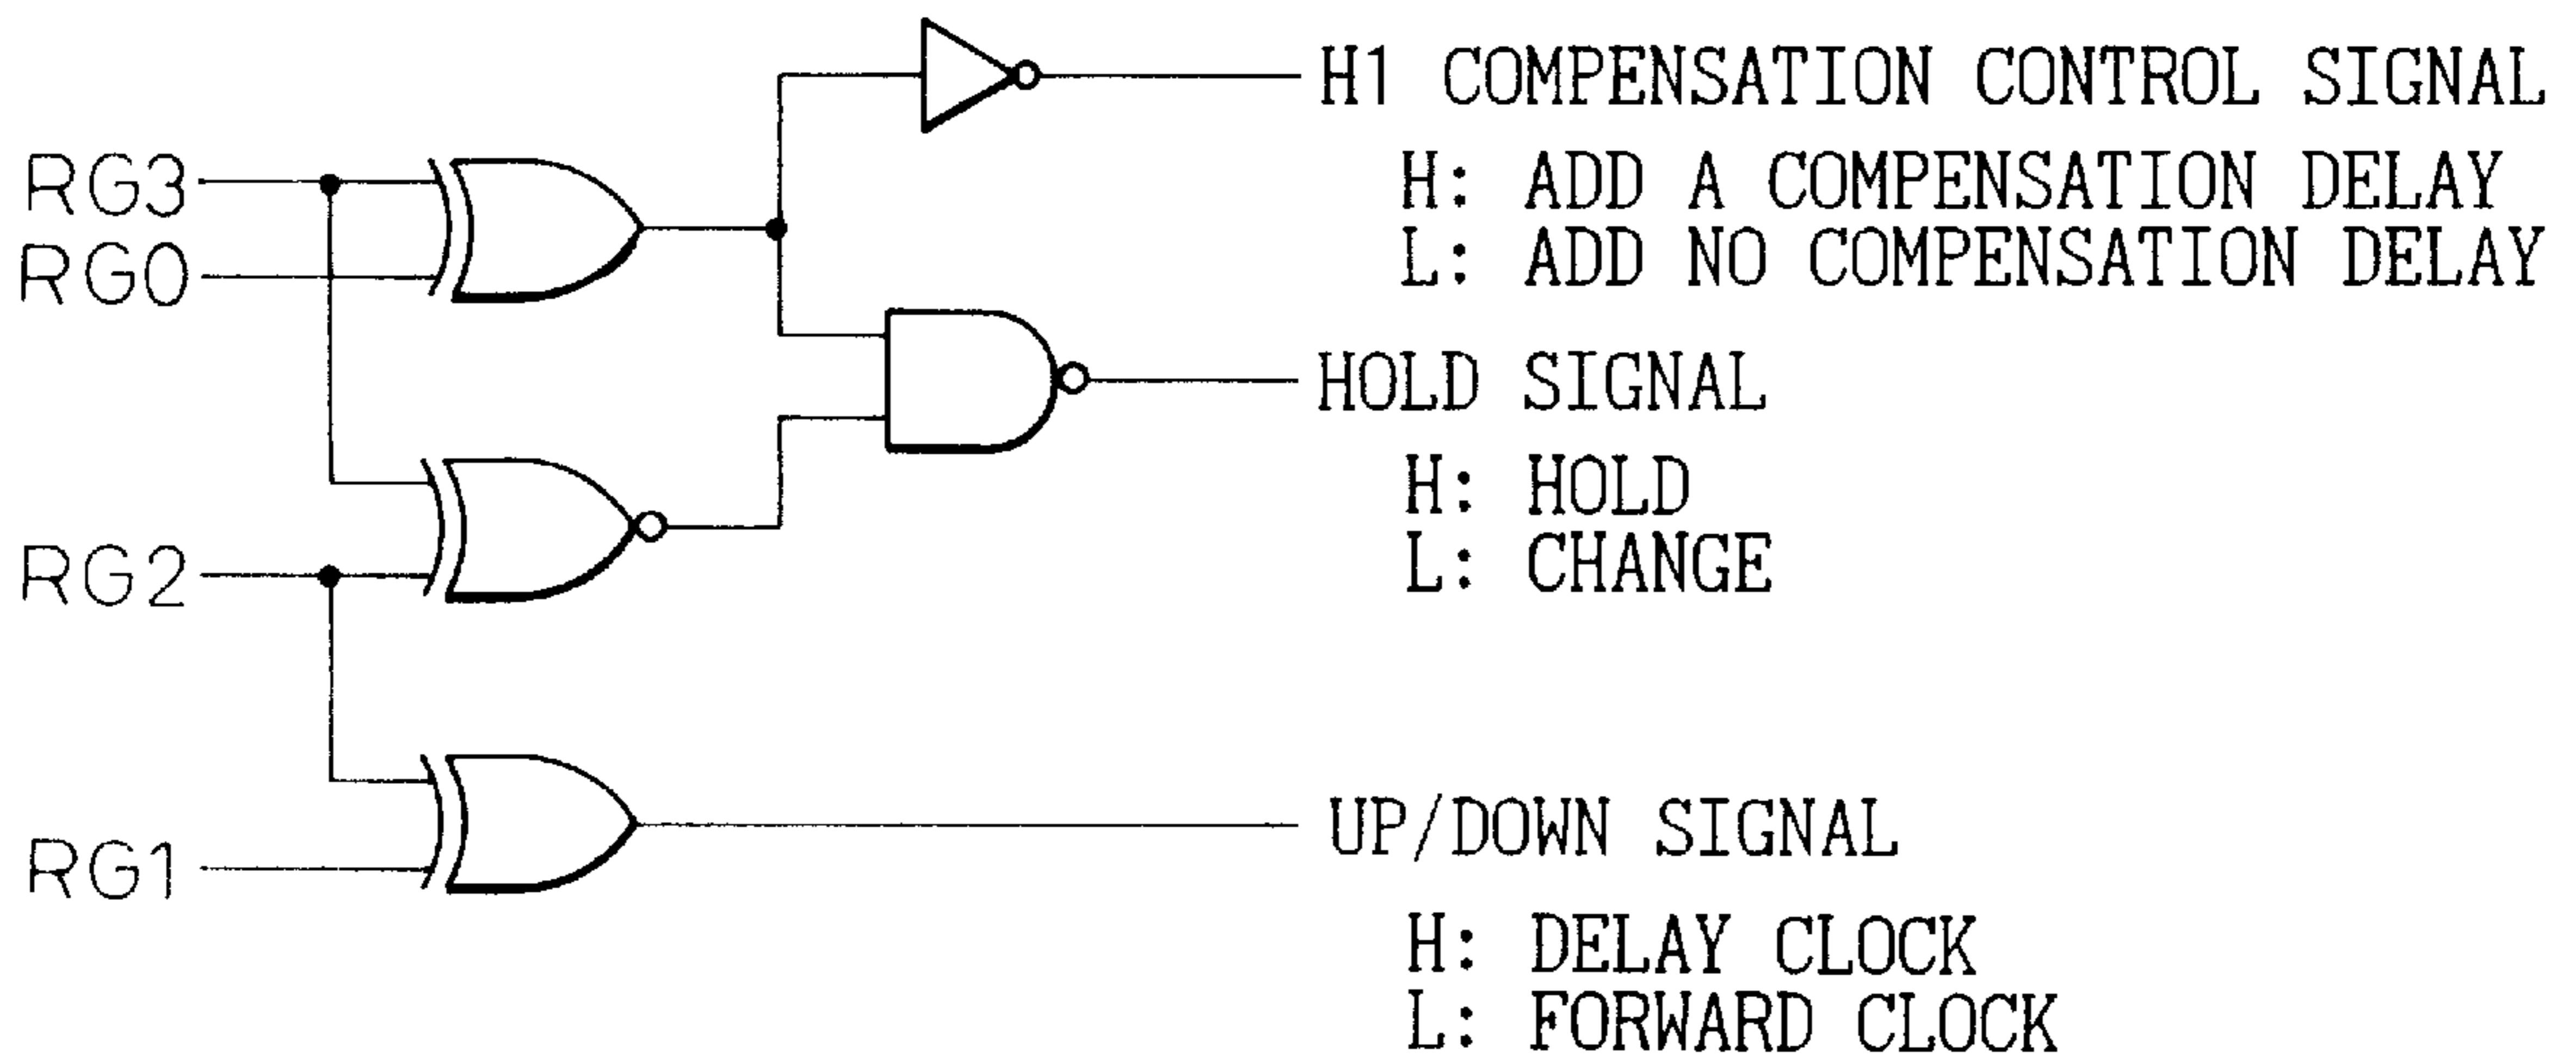 H1 COMPENSATION CONTROL SIGNAL
H: ADD A COMPENSATION DELAY
L: ADD NO COMPENSATION DELAY
RG3
RG0
HOLD SIGNAL
H: HOLD
L: CHANGE
RG2
UP/DOWN SIGNAL
RG1
H: DELAY CLOCK
L: FORWARD CLOCK